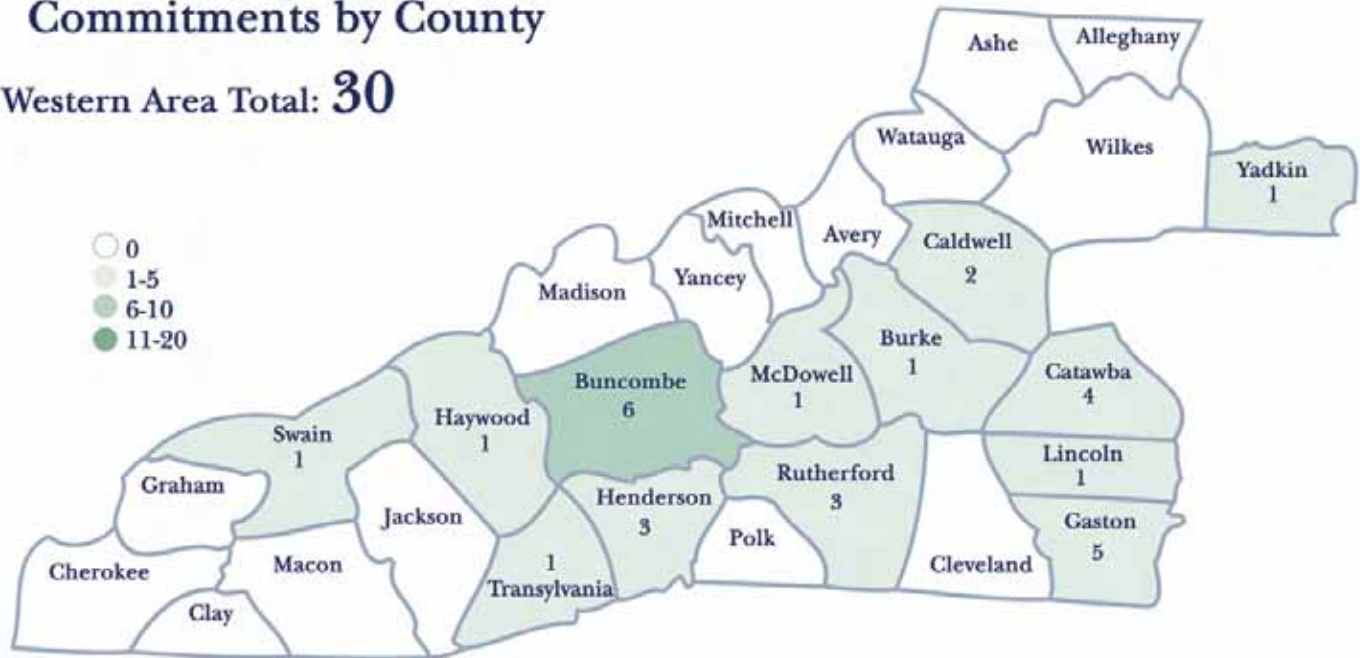 Commitments by County
Western Area Total: 30
0
1-5
6-10
11-20
Ashe
Alleghany
Watauga
Wilkes
Yadkin
1
Mitchell
Avery
Caldwell
2
Yancey
Madison
Burke
1
Buncombe
6
McDowell
1
Catawba
4
Haywood
1
Swain
1
Lincoln
1
Rutherford
3
Graham
Henderson
3
Jackson
Gaston
5
Polk
Cherokee
Macon
1
Transylvania
Cleveland
Clay